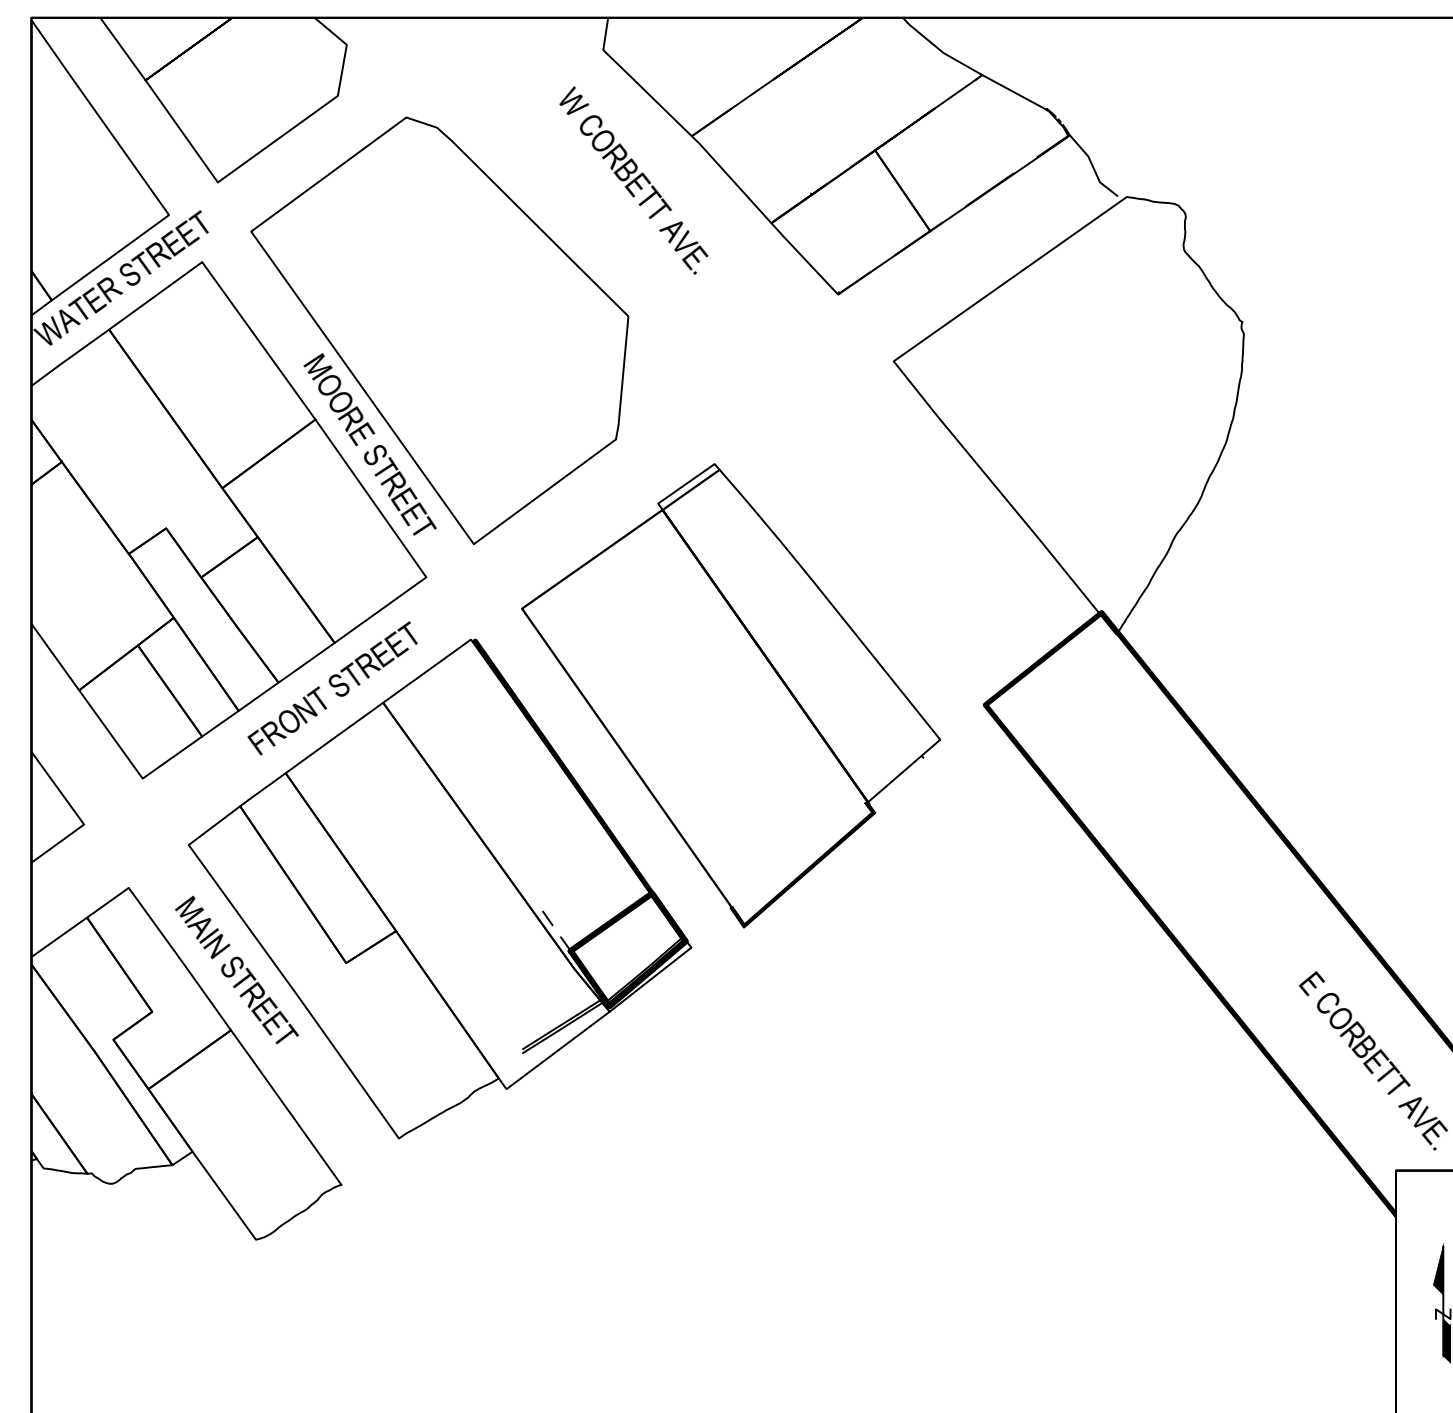 W CORBETT AVE.
WATER STREET
MOORE STREET
FRONT STREET
MAIN STREET
E CORBETT AVE.
N